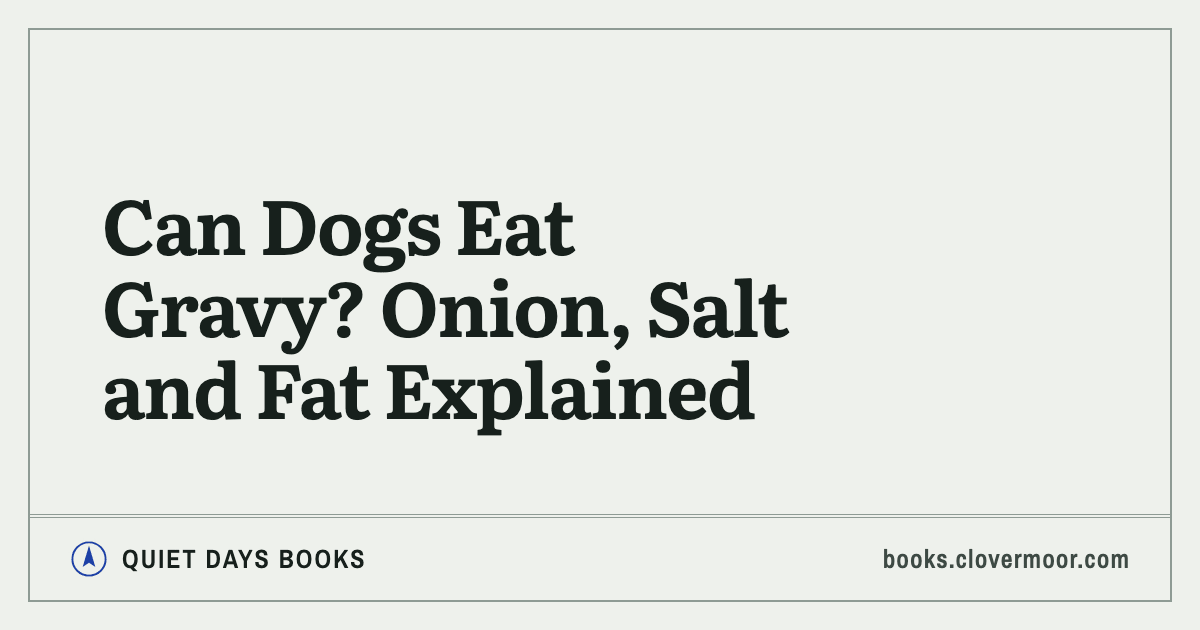 Can Dogs Eat
Gravy? Onion, Salt
and Fat Explained
QUIET DAYS BOOKS
books.clovermoor.com